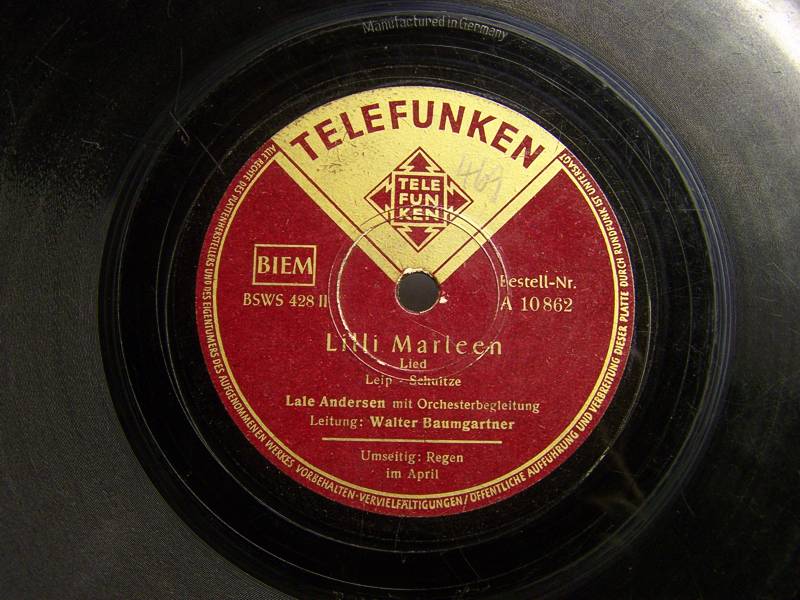 Manufactured in Germany
TELEFUNKEN
TELE
FUN
KEN
469
BIEM
BSWS 428 II
Bestell-Nr.
A 10862
Lilli Marleen
Lied
Leip - Schultze
Lale Andersen mit Orchesterbegleitung
Leitung: Walter Baumgartner
Umseitig: Regen
im April
ALLE RECHTE DES PLATTENHERSTELLERS UND DES EIGENTÜMERS DES AUFGENOMMENEN WERKES VORBEHALTEN-VERVIELFÄLTIGUNGEN/ÖFFENTLICHE AUFFÜHRUNG UND VERBREITUNG DIESER PLATTE DURCH RUNDFUNK IST UNTERSAGT